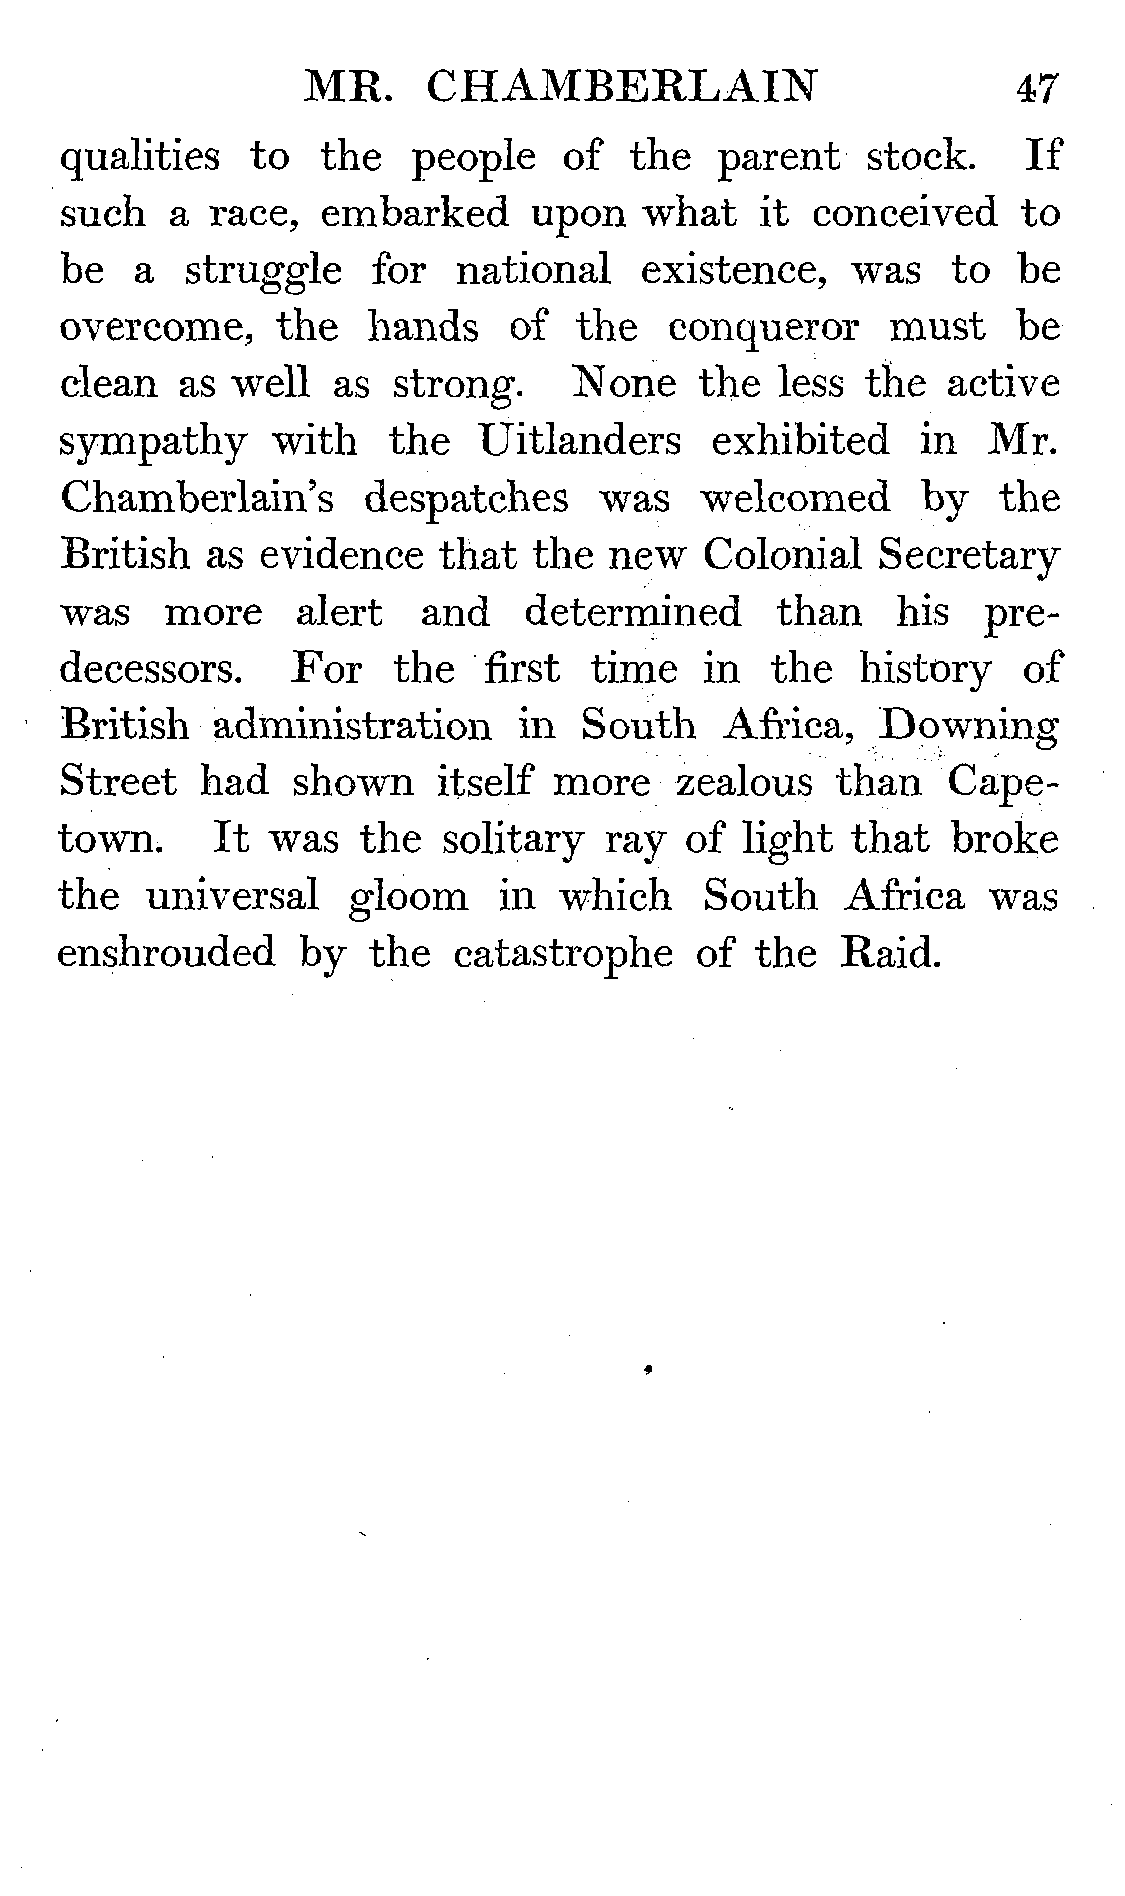 MR. CHAMBERLAIN 47
qualities to the people of the parent stock. If
such a race, embarked upon what it conceived to
be a struggle for national existence, was to be
overcome, the hands of the conqueror must be
clean as well as strong. None the less the active
sympathy with the Uitlanders exhibited in Mr.
Chamberlain's despatches was welcomed by the
British as evidence that the new Colonial Secretary
was more alert and determined than his pre-
decessors. For the first time in the history of
British administration in South Africa, Downing
Street had shown itself more zealous than Cape-
town. It was the solitary ray of light that broke
the universal gloom in which South Africa was
enshrouded by the catastrophe of the Raid.